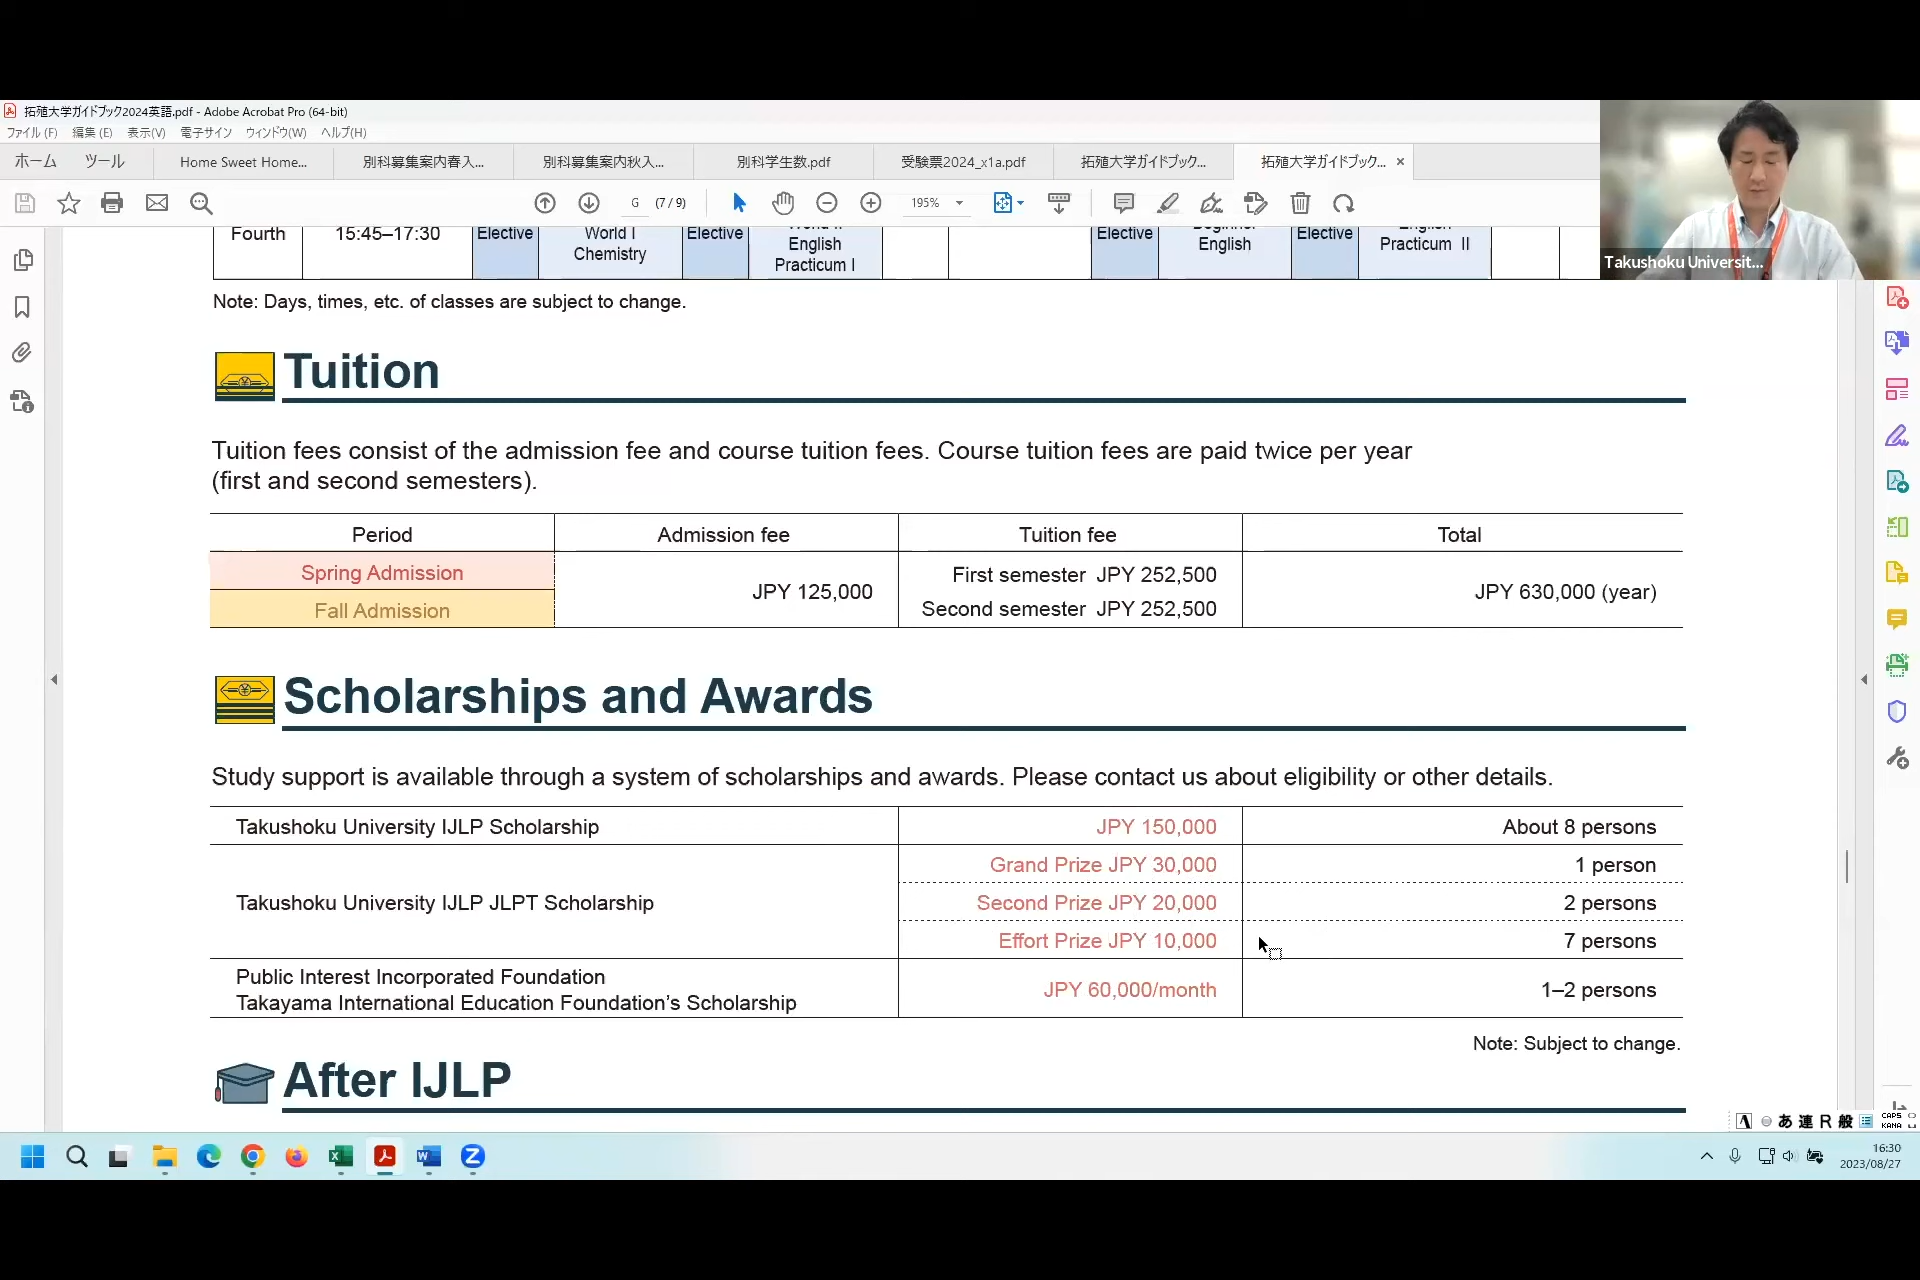 拓殖大学ガイドブック2024英語.pdf - Adobe Acrobat Pro (64-bit)
ファイル(F) 編集(E) 表示(V) 電子サイン ウィンドウ(W) ヘルプ(H)
ホーム ツール Home Sweet Home... 別科募集案内春入... 別科募集案内秋入... 別科学生数.pdf 受験票2024_x1a.pdf 拓殖大学ガイドブック... 拓殖大学ガイドブック... ×
G (7 / 9) 195%
Takushoku Universit...
Fourth 15:45–17:30 Elective World I Elective World II Elective Beginner Elective English
Chemistry English English Practicum II
Practicum I
Note: Days, times, etc. of classes are subject to change.
Tuition
Tuition fees consist of the admission fee and course tuition fees. Course tuition fees are paid twice per year
(first and second semesters).
Period Admission fee Tuition fee Total
Spring Admission JPY 125,000 First semester JPY 252,500 JPY 630,000 (year)
Fall Admission Second semester JPY 252,500
Scholarships and Awards
Study support is available through a system of scholarships and awards. Please contact us about eligibility or other details.
Takushoku University IJLP Scholarship JPY 150,000 About 8 persons
Grand Prize JPY 30,000 1 person
Takushoku University IJLP JLPT Scholarship Second Prize JPY 20,000 2 persons
Effort Prize JPY 10,000 7 persons
Public Interest Incorporated Foundation
Takayama International Education Foundation's Scholarship JPY 60,000/month 1–2 persons
Note: Subject to change.
After IJLP
A あ 連 R 般 CAPS
KANA
16:30
2023/08/27